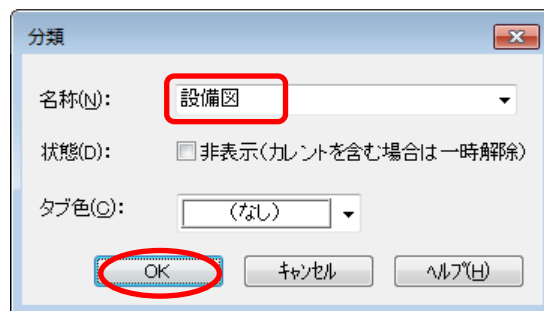 分類
名称(N): 設備図
状態(D): 非表示(カレントを含む場合は一時解除)
タブ色(C): (なし)
OK キャンセル ヘルプ(H)